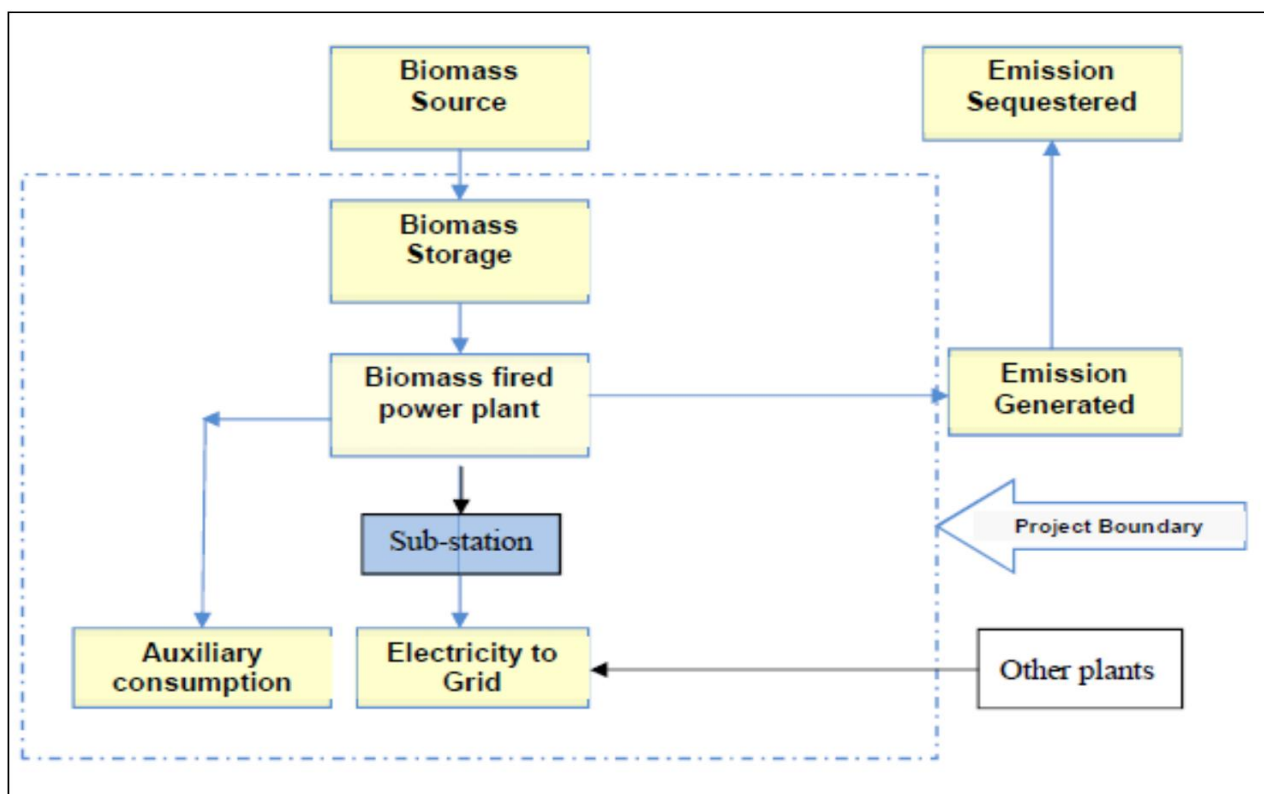 Biomass
Source
Emission
Sequestered
Biomass
Storage
Biomass fired
power plant
Emission
Generated
Sub-station
Project Boundary
Auxiliary
consumption
Electricity to
Grid
Other plants